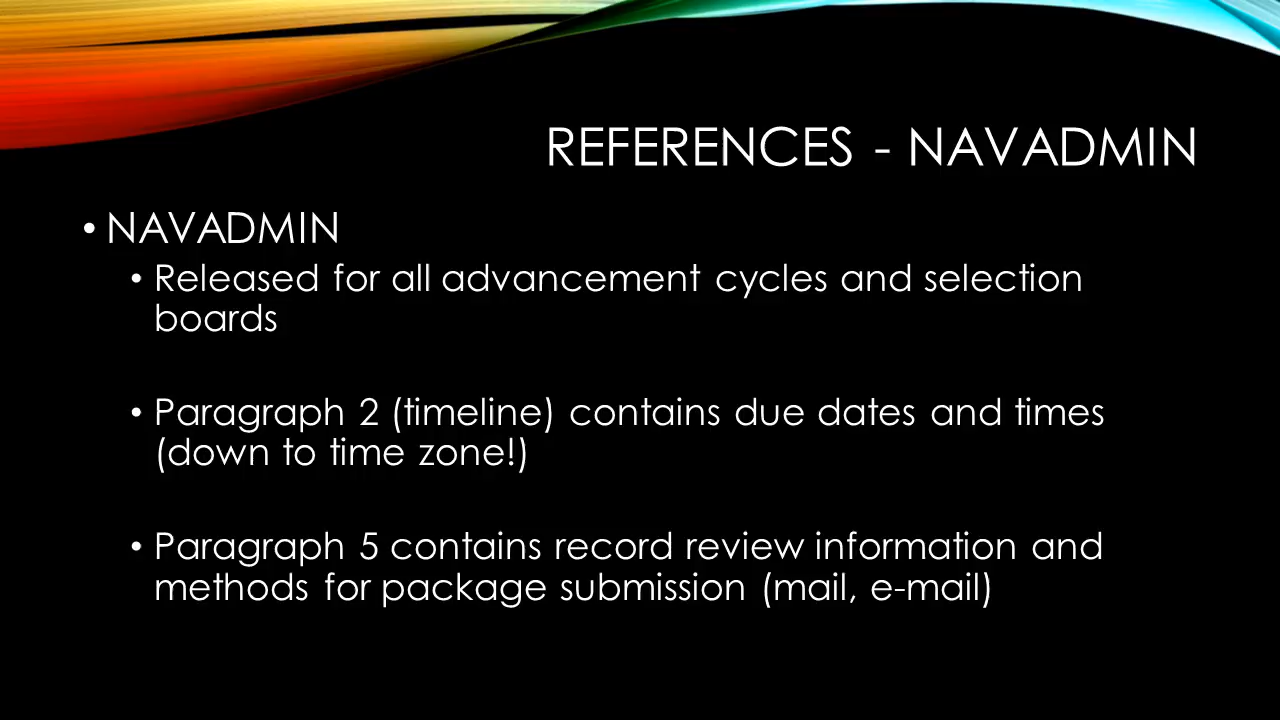 REFERENCES - NAVADMIN
• NAVADMIN
• Released for all advancement cycles and selection
boards
• Paragraph 2 (timeline) contains due dates and times
(down to time zone!)
• Paragraph 5 contains record review information and
methods for package submission (mail, e-mail)